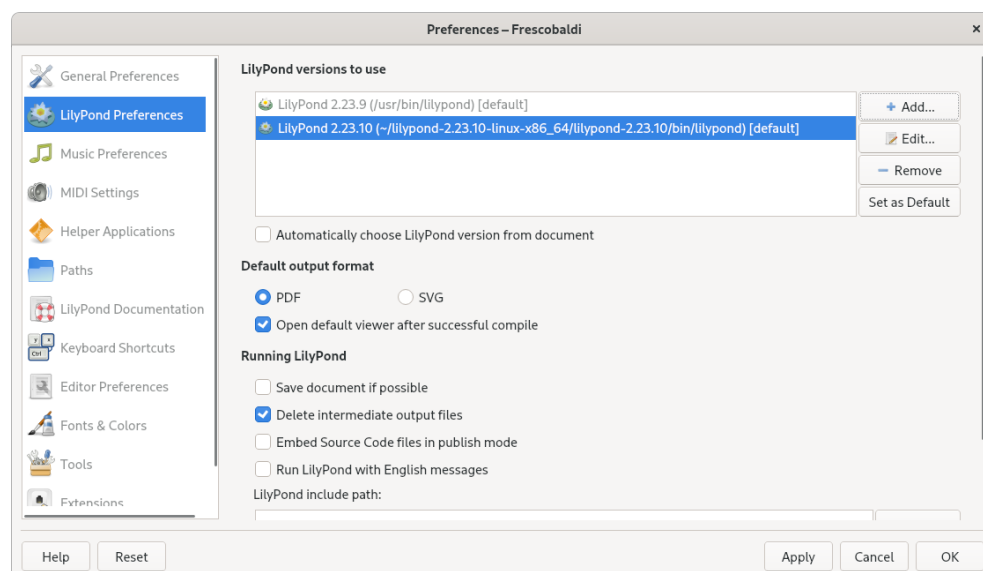 Preferences – Frescobaldi
General Preferences
LilyPond Preferences
Music Preferences
MIDI Settings
Helper Applications
Paths
LilyPond Documentation
Keyboard Shortcuts
Editor Preferences
Fonts & Colors
Tools
Extensions
LilyPond versions to use
LilyPond 2.23.9 (/usr/bin/lilypond) [default]
LilyPond 2.23.10 (~/lilypond-2.23.10-linux-x86_64/lilypond-2.23.10/bin/lilypond) [default]
Add...
Edit...
Remove
Set as Default
Automatically choose LilyPond version from document
Default output format
PDF
SVG
Open default viewer after successful compile
Running LilyPond
Save document if possible
Delete intermediate output files
Embed Source Code files in publish mode
Run LilyPond with English messages
LilyPond include path:
Help
Reset
Apply
Cancel
OK